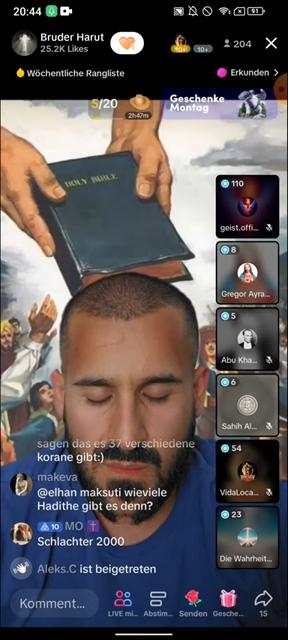 20:44
91
Bruder Harut
25.2K Likes
10+
10+
204
Wöchentliche Rangliste
Erkunden >
5/20
2h47m
Geschenke
Montag
HOLY BIBLE
110
geist.offi...
8
Gregor Ayra...
5
Abu Kha...
6
Sahih Al...
54
VidaLoca...
23
Die Wahrheit...
sagen das es 37 verschiedene
korane gibt:)
makeva
@elhan maksuti wieviele
Hadithe gibt es denn?
10 MO
Schlachter 2000
Aleks.C ist beigetreten
Komment...
LIVE mi...
Abstim...
Senden
Gesche...
15